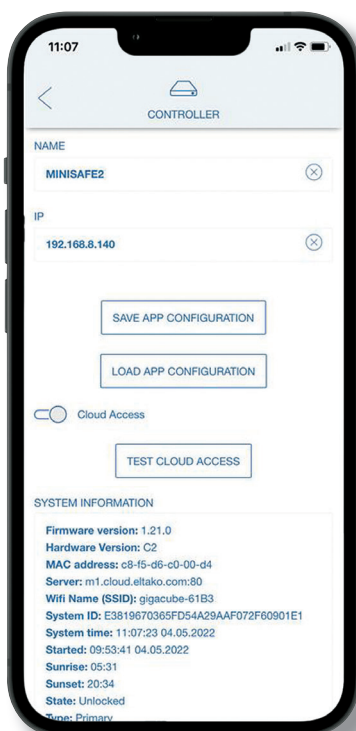 11:07
CONTROLLER
NAME
MINISAFE2
IP
192.168.8.140
SAVE APP CONFIGURATION
LOAD APP CONFIGURATION
Cloud Access
TEST CLOUD ACCESS
SYSTEM INFORMATION
Firmware version: 1.21.0
Hardware Version: C2
MAC address: c8-f5-d6-c0-00-d4
Server: m1.cloud.eltako.com:80
Wifi Name (SSID): gigacube-61B3
System ID: E3819670365FD54A29AAF072F60901E1
System time: 11:07:23 04.05.2022
Started: 09:53:41 04.05.2022
Sunrise: 05:31
Sunset: 20:34
State: Unlocked
Type: Primary